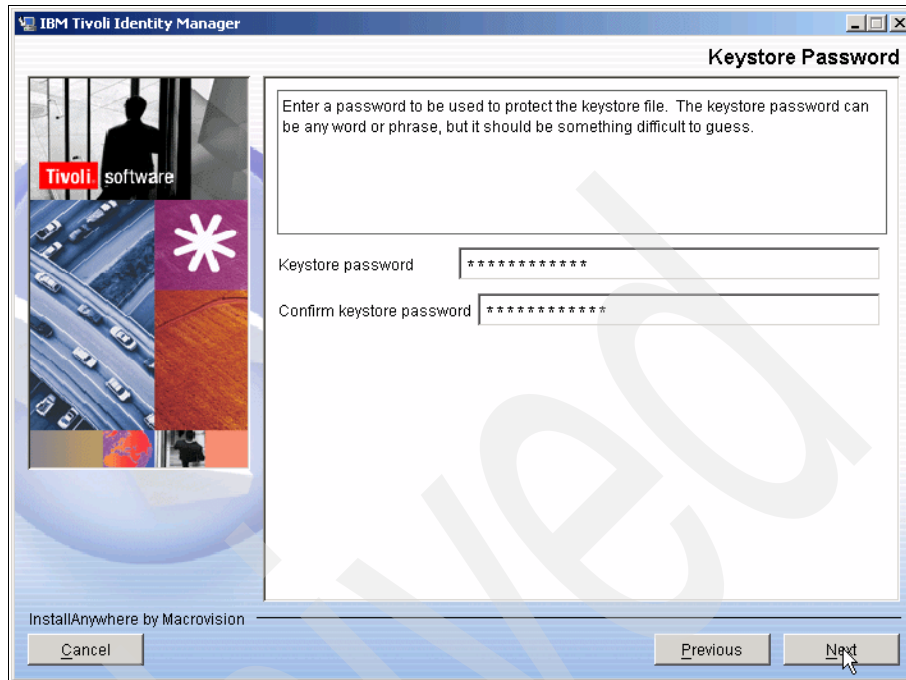 IBM Tivoli Identity Manager
Keystore Password
Enter a password to be used to protect the keystore file. The keystore password can
be any word or phrase, but it should be something difficult to guess.
Tivoli software
Keystore password ************
Confirm keystore password ************
InstallAnywhere by Macrovision
Cancel
Previous
Next